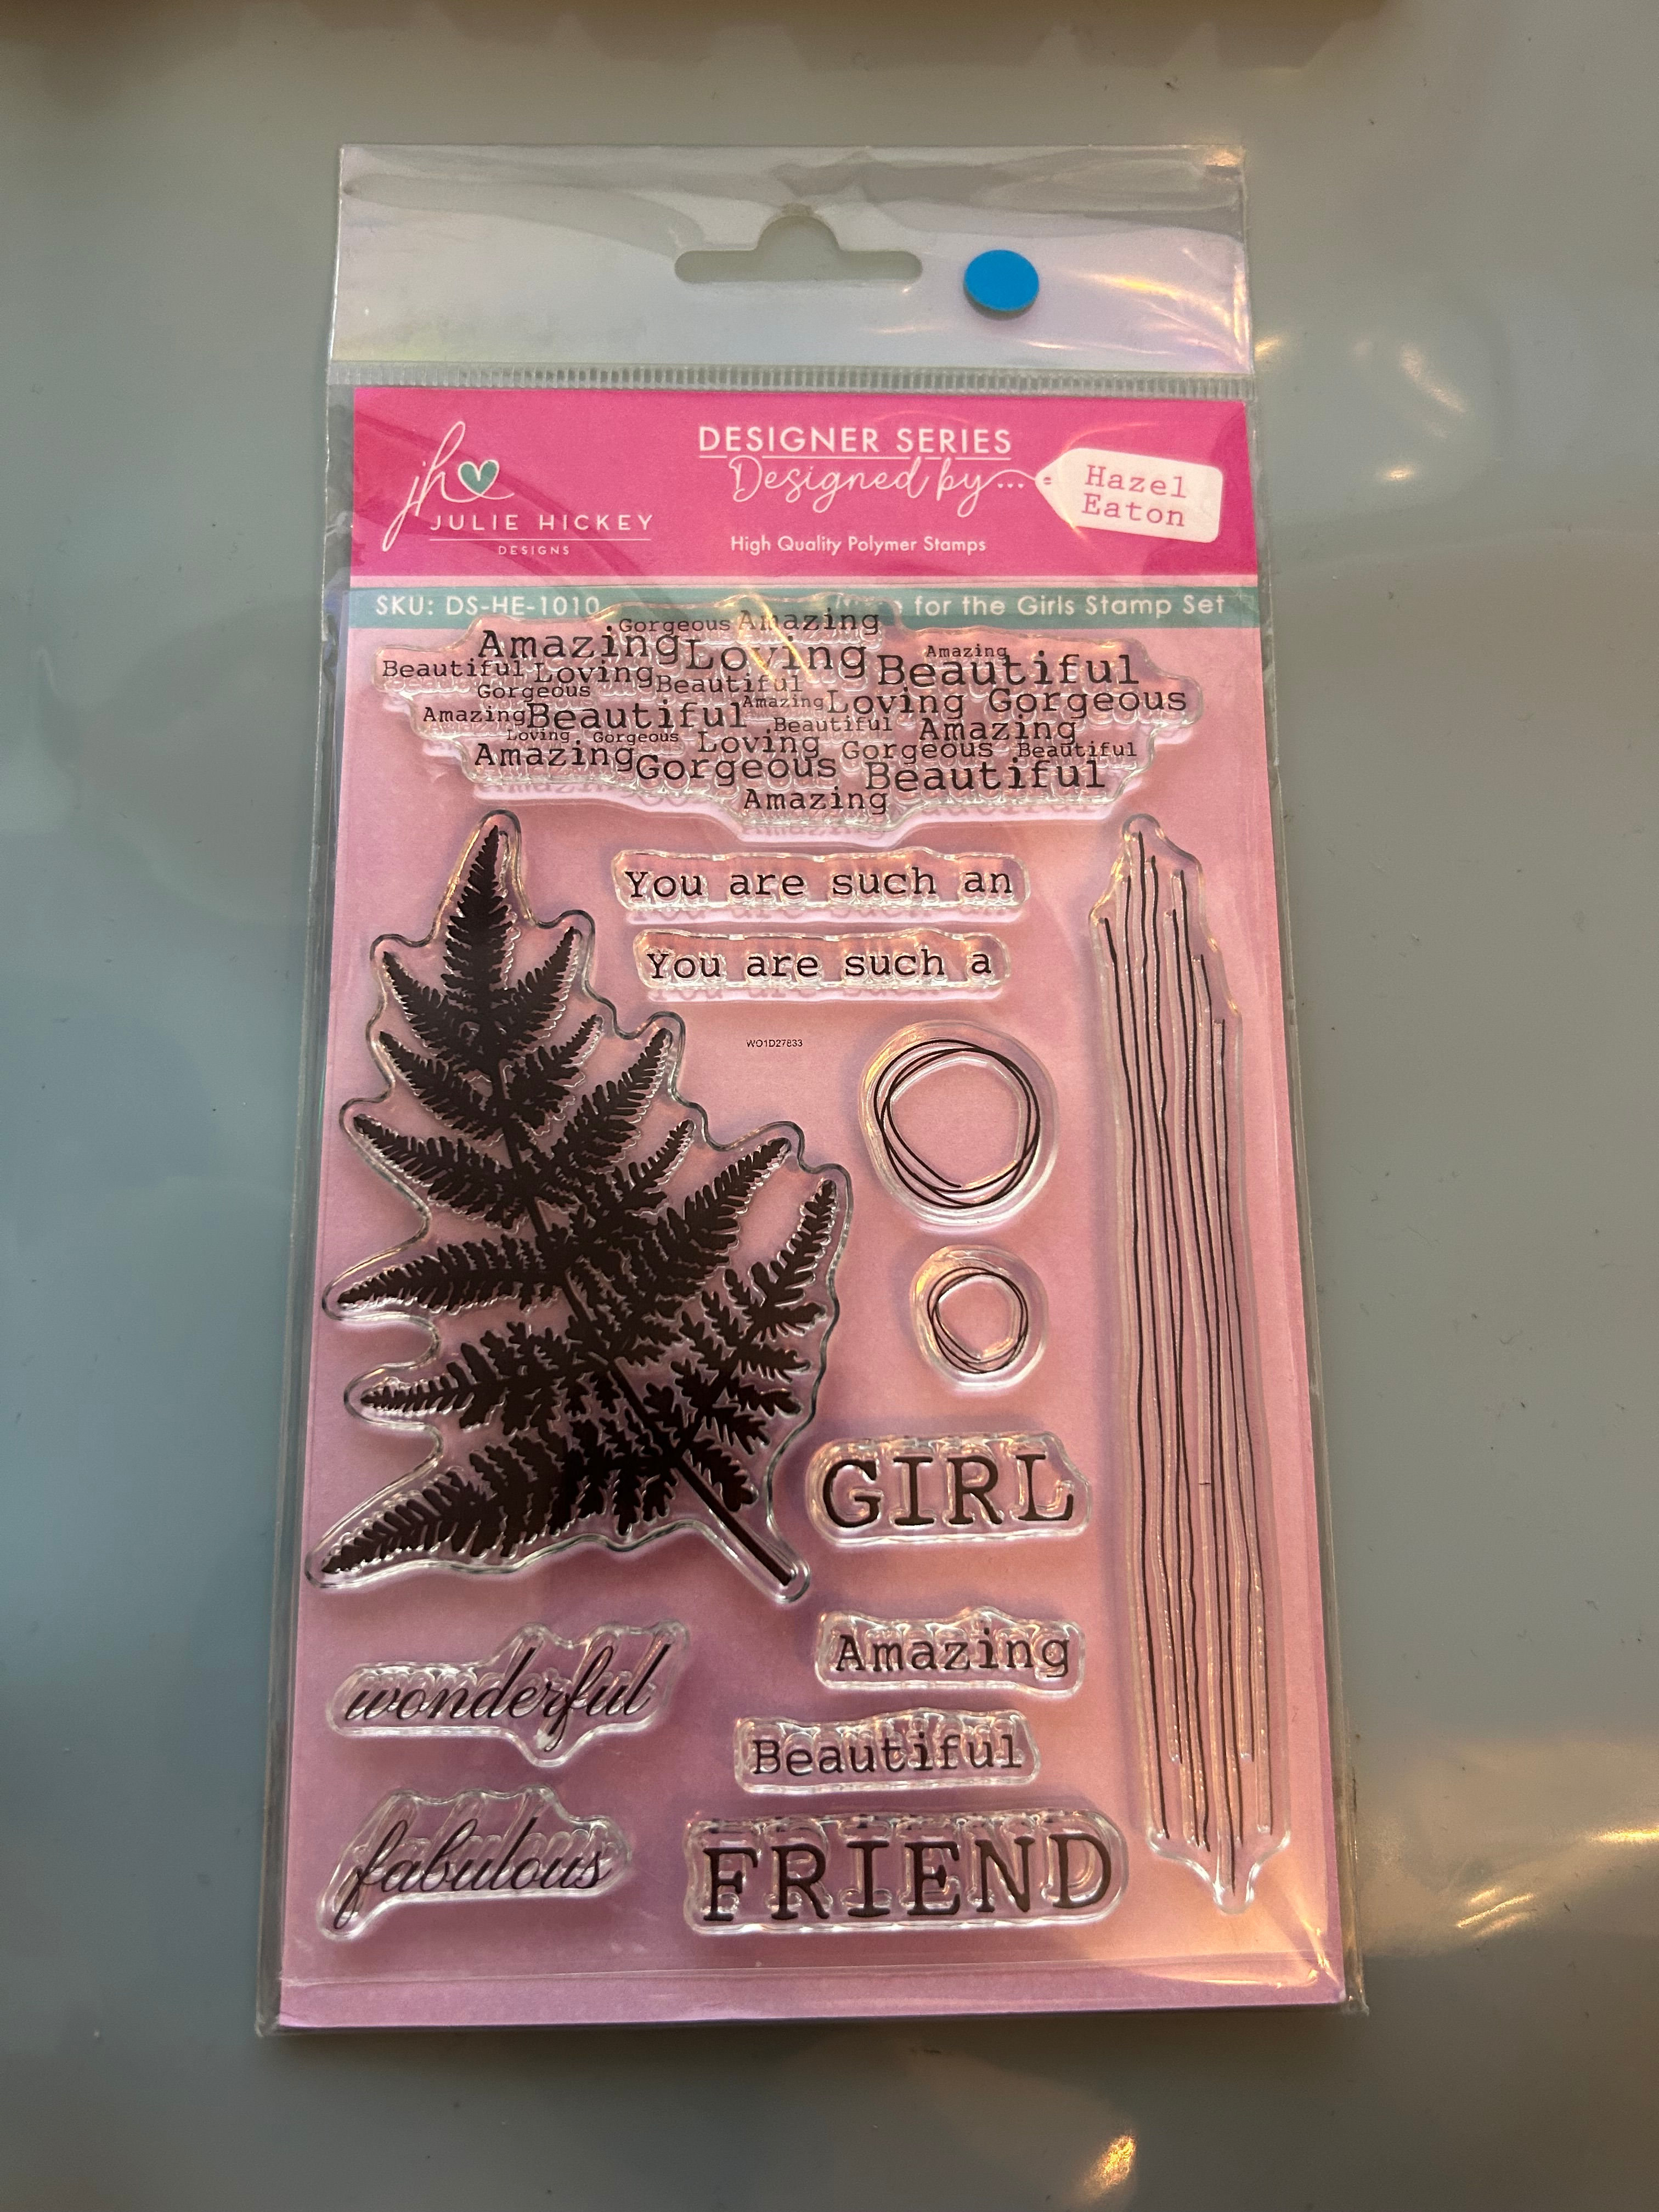 jh
JULIE HICKEY
DESIGNS
DESIGNER SERIES
Designed by...
Hazel
Eaton
High Quality Polymer Stamps
SKU: DS-HE-1010
for the Girls Stamp Set
Gorgeous Amazing
Amazing Loving Amazing
Beautiful Loving Beautiful
Gorgeous Beautiful
Amazing Loving Gorgeous
Amazing Beautiful Beautiful Amazing
Loving Gorgeous Loving Gorgeous Beautiful
Amazing Gorgeous Beautiful
Amazing
You are such an
You are such a
WO1D27833
GIRL
wonderful
Amazing
Beautiful
fabulous
FRIEND